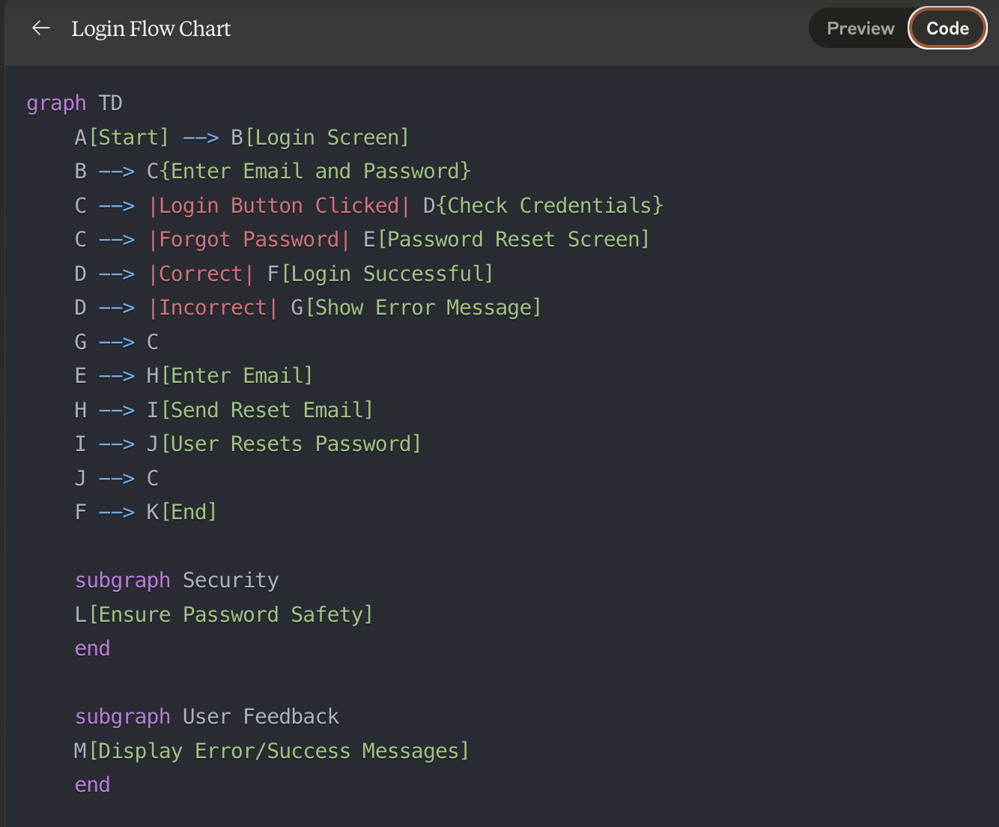 ← Login Flow Chart
Preview Code
graph TD
    A[Start] --> B[Login Screen]
    B --> C{Enter Email and Password}
    C --> |Login Button Clicked| D{Check Credentials}
    C --> |Forgot Password| E[Password Reset Screen]
    D --> |Correct| F[Login Successful]
    D --> |Incorrect| G[Show Error Message]
    G --> C
    E --> H[Enter Email]
    H --> I[Send Reset Email]
    I --> J[User Resets Password]
    J --> C
    F --> K[End]

    subgraph Security
    L[Ensure Password Safety]
    end

    subgraph User Feedback
    M[Display Error/Success Messages]
    end